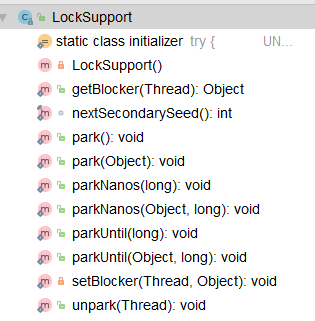 LockSupport
static class initializer try { UN...
LockSupport()
getBlocker(Thread): Object
nextSecondarySeed(): int
park(): void
park(Object): void
parkNanos(long): void
parkNanos(Object, long): void
parkUntil(long): void
parkUntil(Object, long): void
setBlocker(Thread, Object): void
unpark(Thread): void